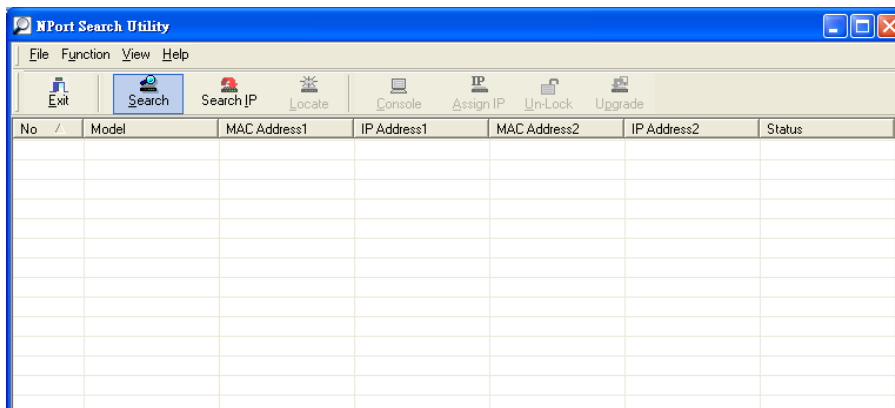 NPort Search Utility
File Function View Help
Exit Search Search IP Locate Console Assign IP Un-Lock Upgrade
No Model MAC Address1 IP Address1 MAC Address2 IP Address2 Status